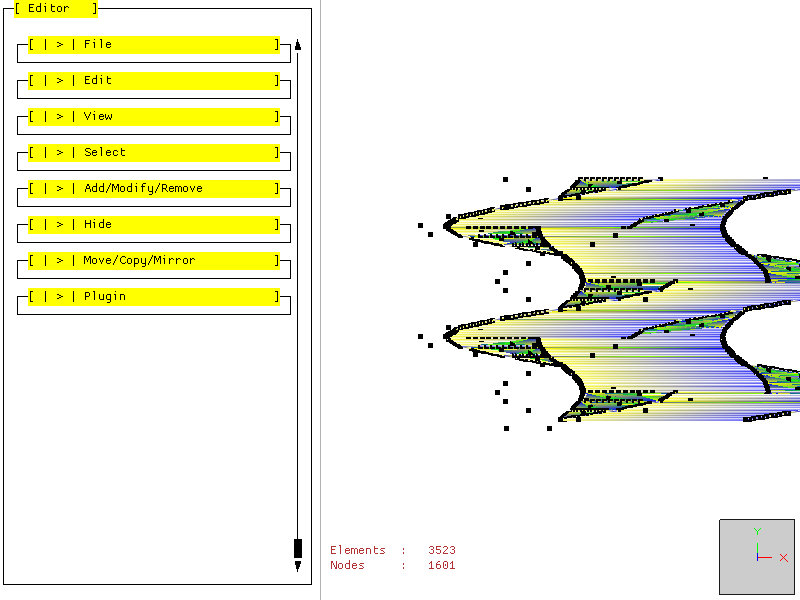 [ Editor ]
[ | > | File ]
[ | > | Edit ]
[ | > | View ]
[ | > | Select ]
[ | > | Add/Modify/Remove ]
[ | > | Hide ]
[ | > | Move/Copy/Mirror ]
[ | > | Plugin ]
Elements : 3523
Nodes : 1601
Y
X